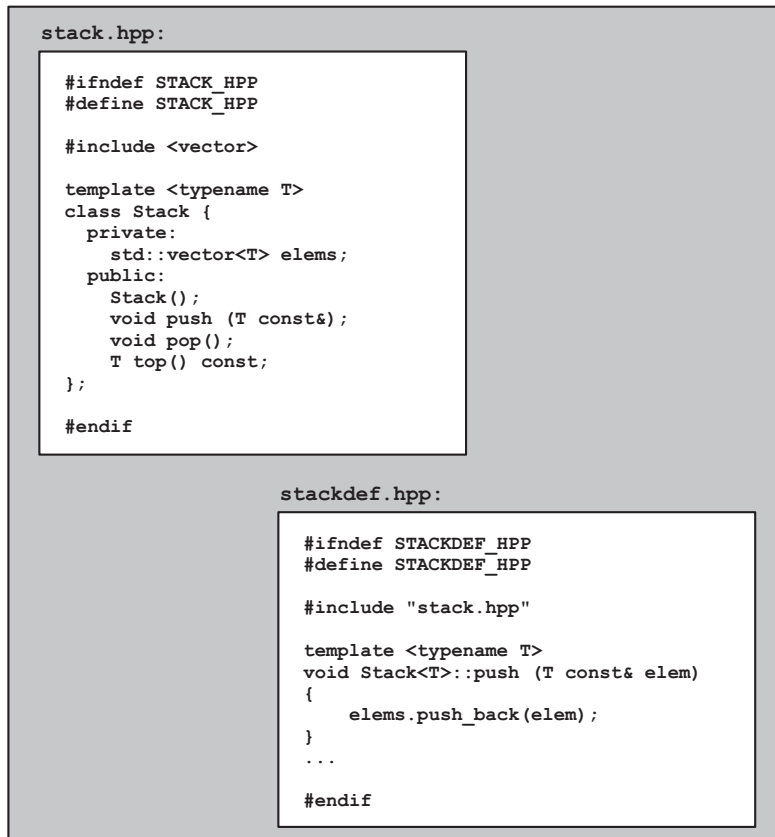 stack.hpp:
#ifndef STACK_HPP
#define STACK_HPP
#include <vector>
template <typename T>
class Stack {
private:
std::vector<T> elems;
public:
Stack();
void push (T const&);
void pop();
T top() const;
};
#endif
stackdef.hpp:
#ifndef STACKDEF_HPP
#define STACKDEF_HPP
#include "stack.hpp"
template <typename T>
void Stack<T>::push (T const& elem)
{
elems.push_back(elem);
}
...
#endif